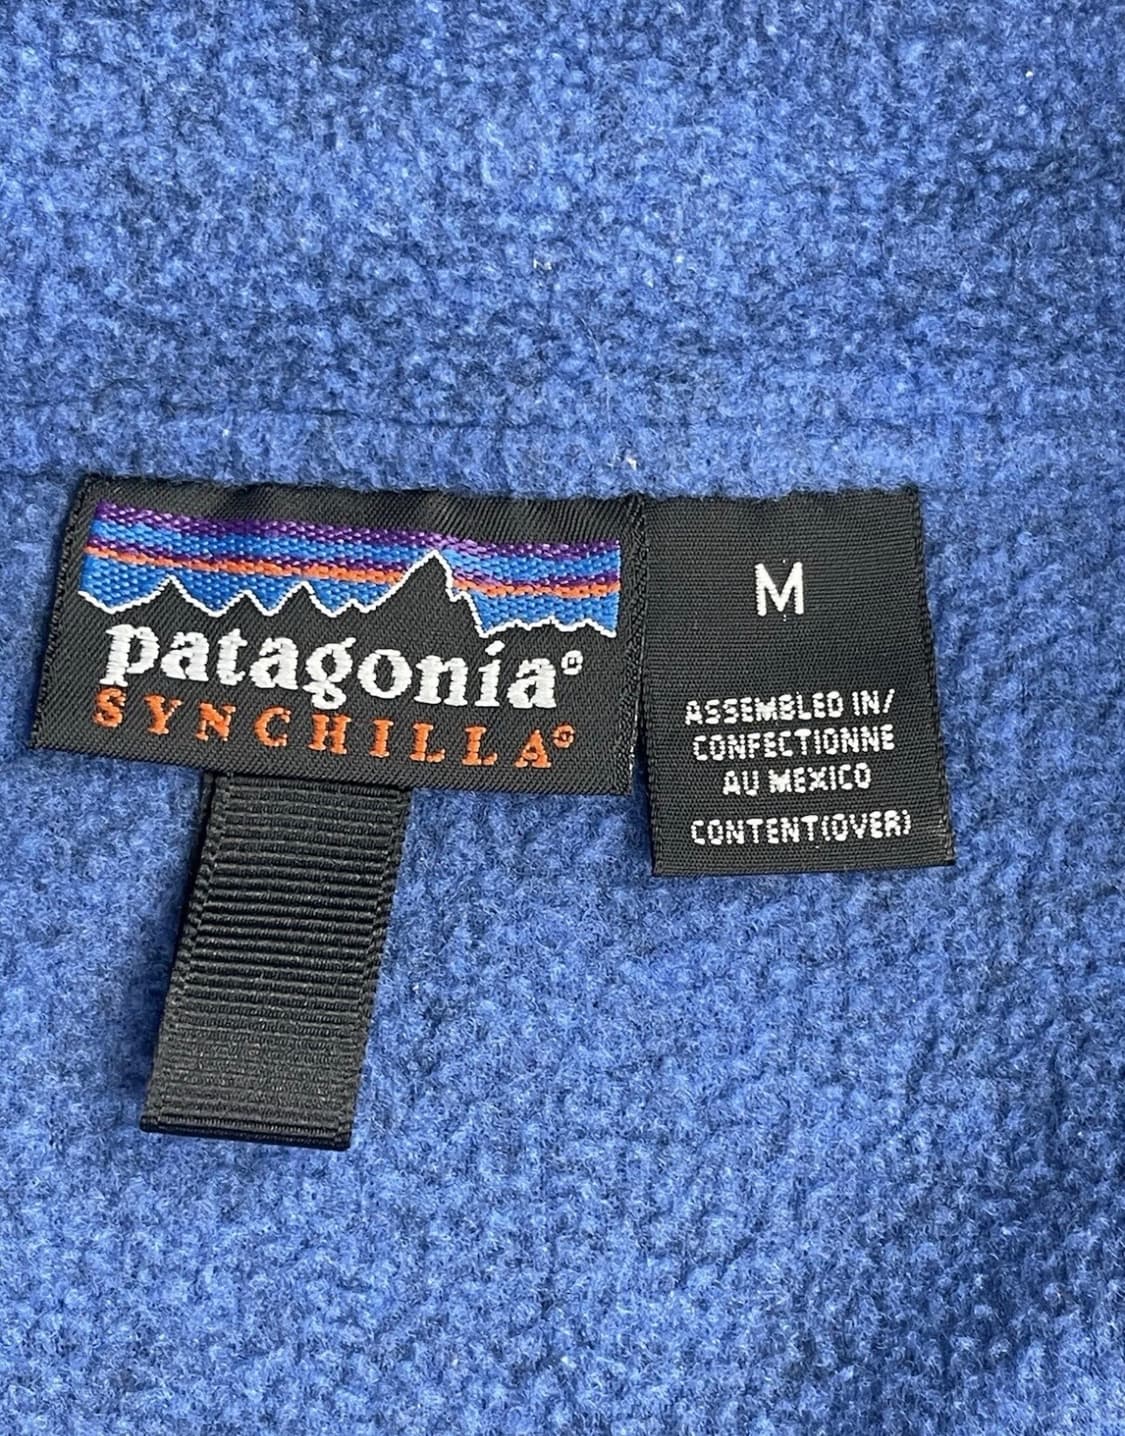 patagonia®
SYNCHILLA®
M
ASSEMBLED IN/
CONFECTIONNE
AU MEXICO
CONTENT(OVER)